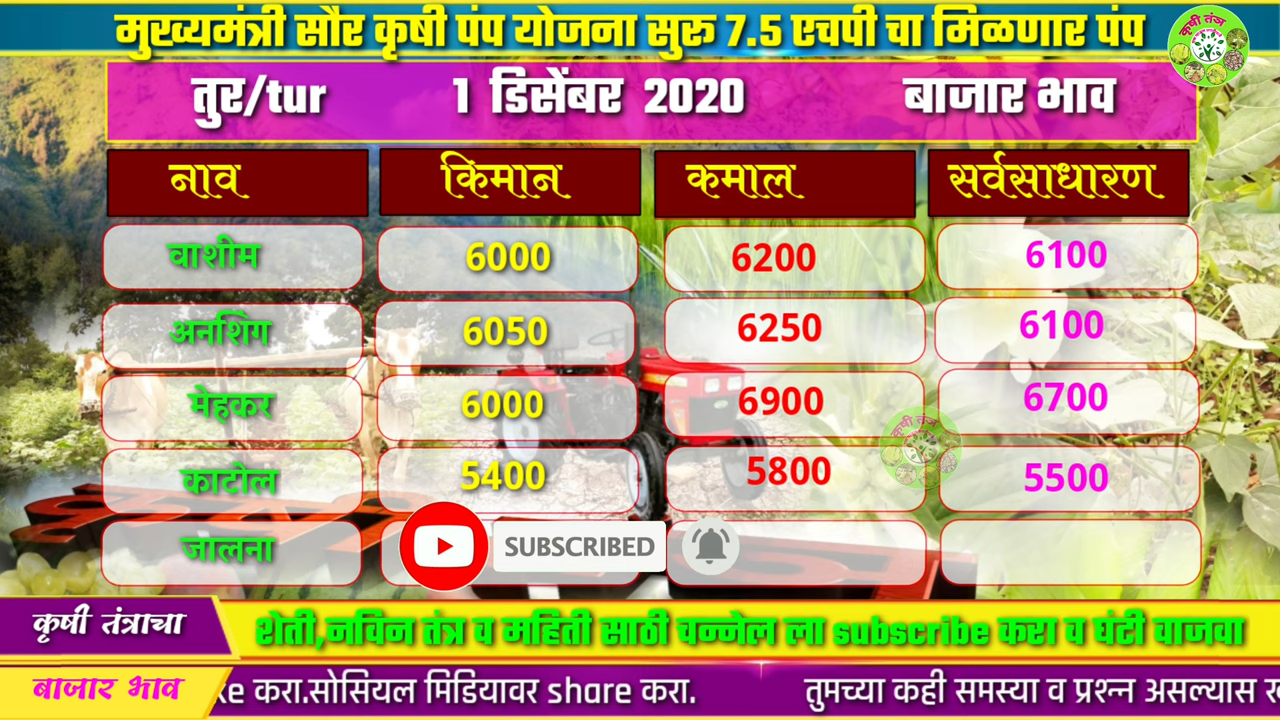 मुख्यमंत्री सौर कृषी पंप योजना सुरू 7.5 एचपी चा मिळणार पंप
कृषी तंत्र
तुर/tur 1 डिसेंबर 2020 बाजार भाव
नाव किमान कमाल सर्वसाधारण
वाशीम 6000 6200 6100
अनशिंग 6050 6250 6100
मेहकर 6000 6900 6700
कृषी तंत्र
काटोल 5400 5800 5500
जालना SUBSCRIBED
कृषी तंत्राचा शेती,नविन तंत्र व महिती साठी चन्नेल ला subscribe करा व घंटी वाजवा
बाजार भाव ke करा.सोसियल मिडियावर share करा. तुमच्या कही समस्या व प्रश्न्न असल्यास